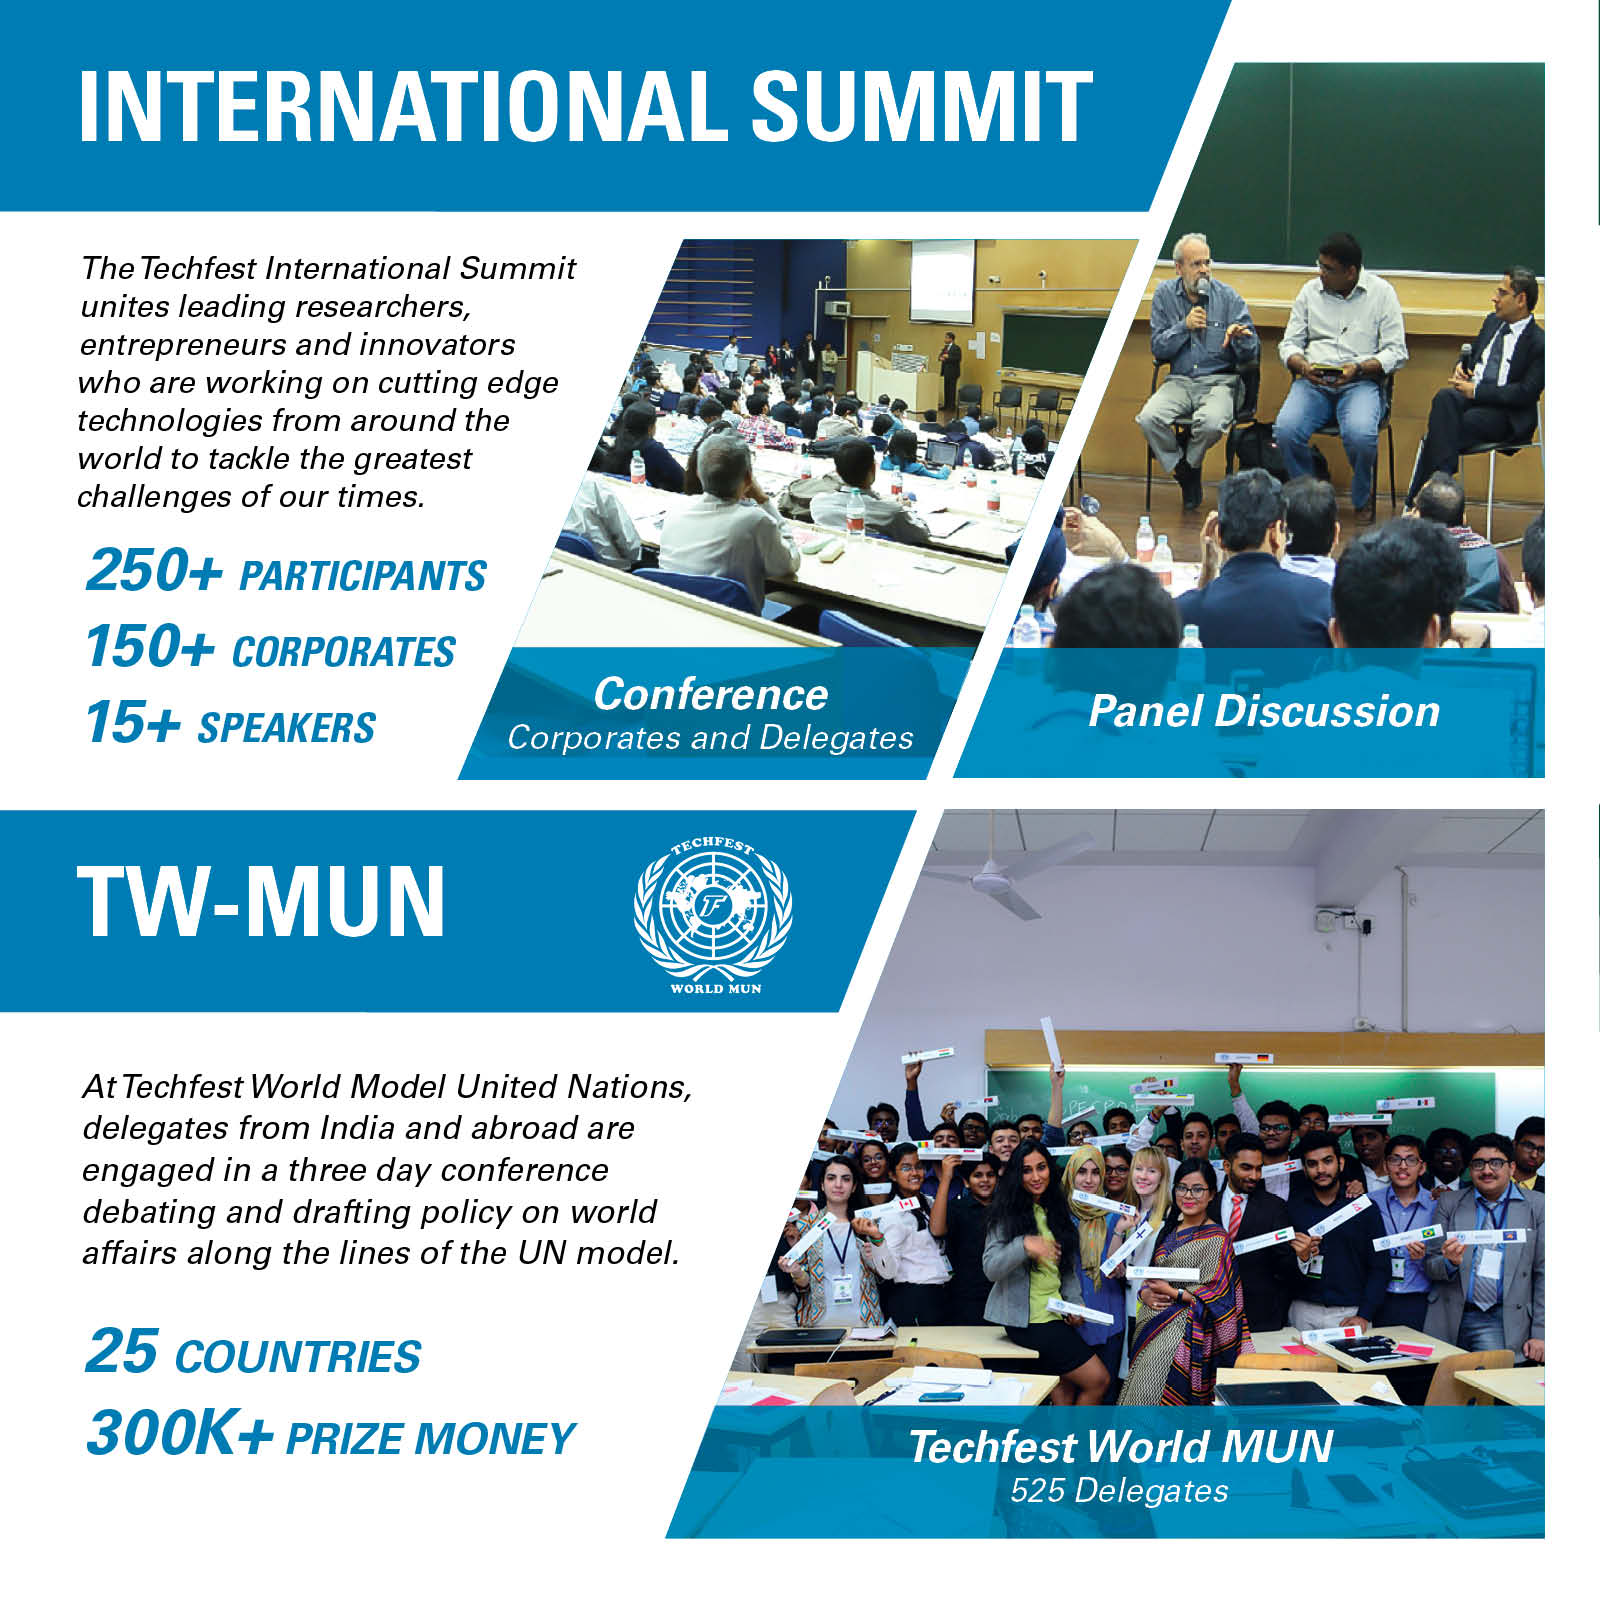 INTERNATIONAL SUMMIT
The Techfest International Summit
unites leading researchers,
entrepreneurs and innovators
who are working on cutting edge
technologies from around the
world to tackle the greatest
challenges of our times.
250+ PARTICIPANTS
150+ CORPORATES
15+ SPEAKERS
Conference
Corporates and Delegates
Panel Discussion
TW-MUN
TECHFEST
TF
WORLD MUN
At Techfest World Model United Nations,
delegates from India and abroad are
engaged in a three day conference
debating and drafting policy on world
affairs along the lines of the UN model.
25 COUNTRIES
300K+ PRIZE MONEY
Techfest World MUN
525 Delegates